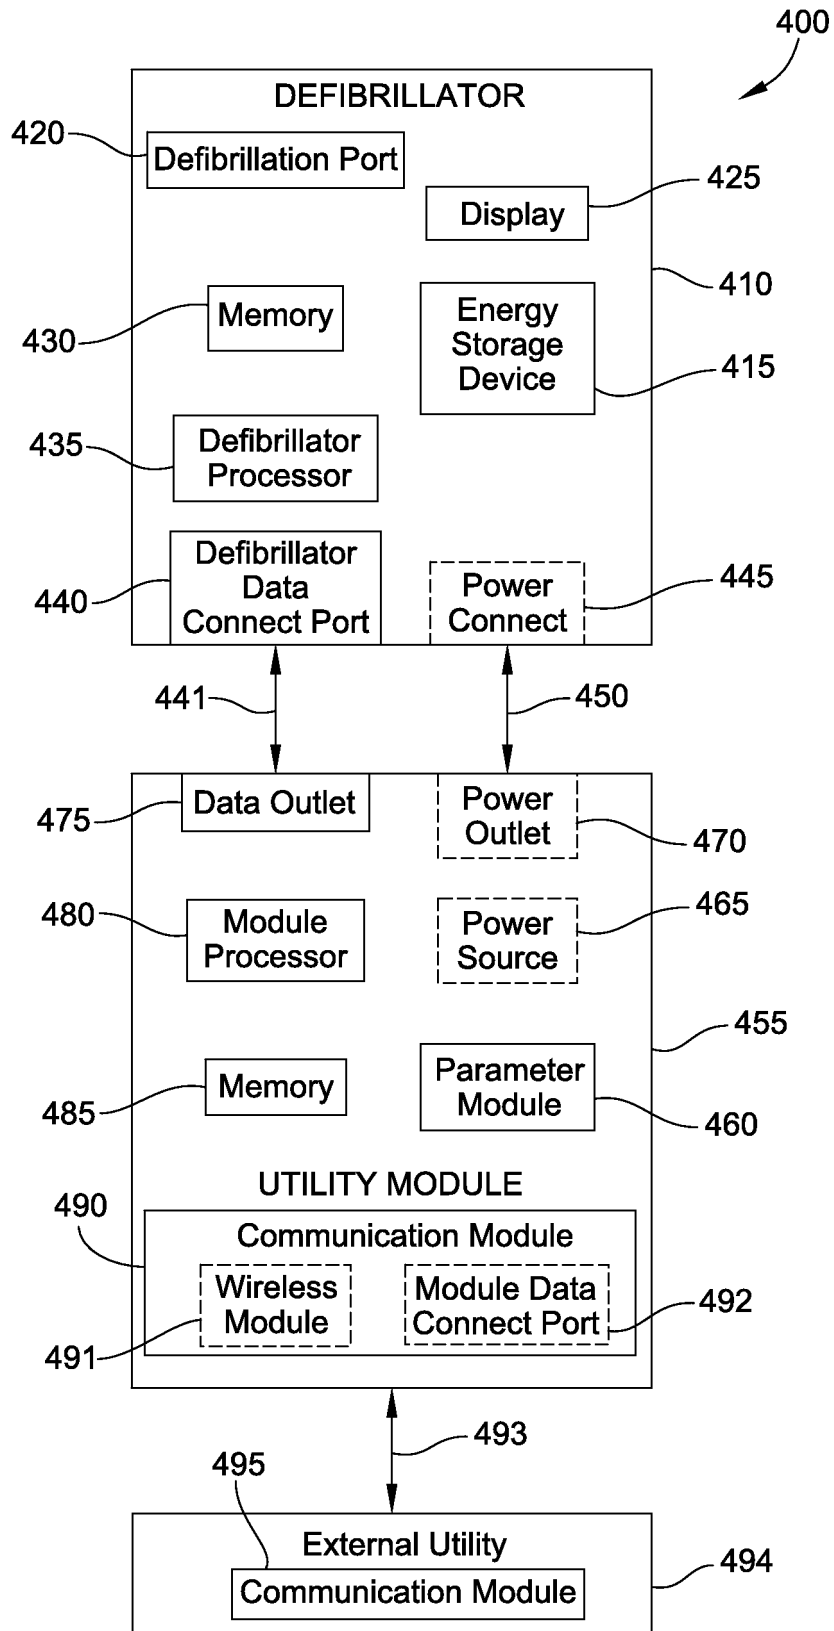 400
DEFIBRILLATOR
420
Defibrillation Port
425
Display
410
430
Memory
Energy
Storage
Device
415
435
Defibrillator
Processor
440
Defibrillator
Data
Connect Port
Power
Connect
445
441
450
475
Data Outlet
Power
Outlet
470
480
Module
Processor
Power
Source
465
455
485
Memory
Parameter
Module
460
UTILITY MODULE
490
Communication Module
Wireless
Module
491
Module Data
Connect Port
492
493
495
External Utility
Communication Module
494